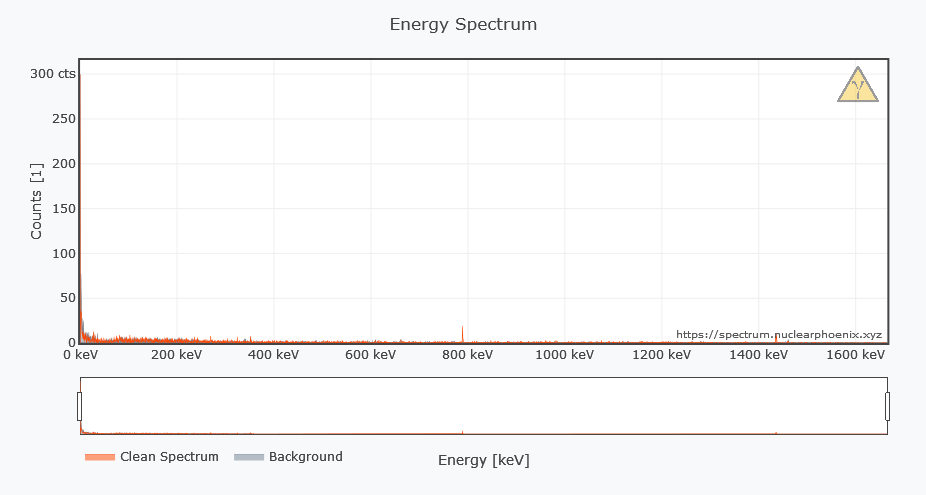 Energy Spectrum
300 cts
250
200
150
100
50
0
Counts [1]
https://spectrum.nuclearphoenix.xyz
0 keV 200 keV 400 keV 600 keV 800 keV 1000 keV 1200 keV 1400 keV 1600 keV
Clean Spectrum Background
Energy [keV]